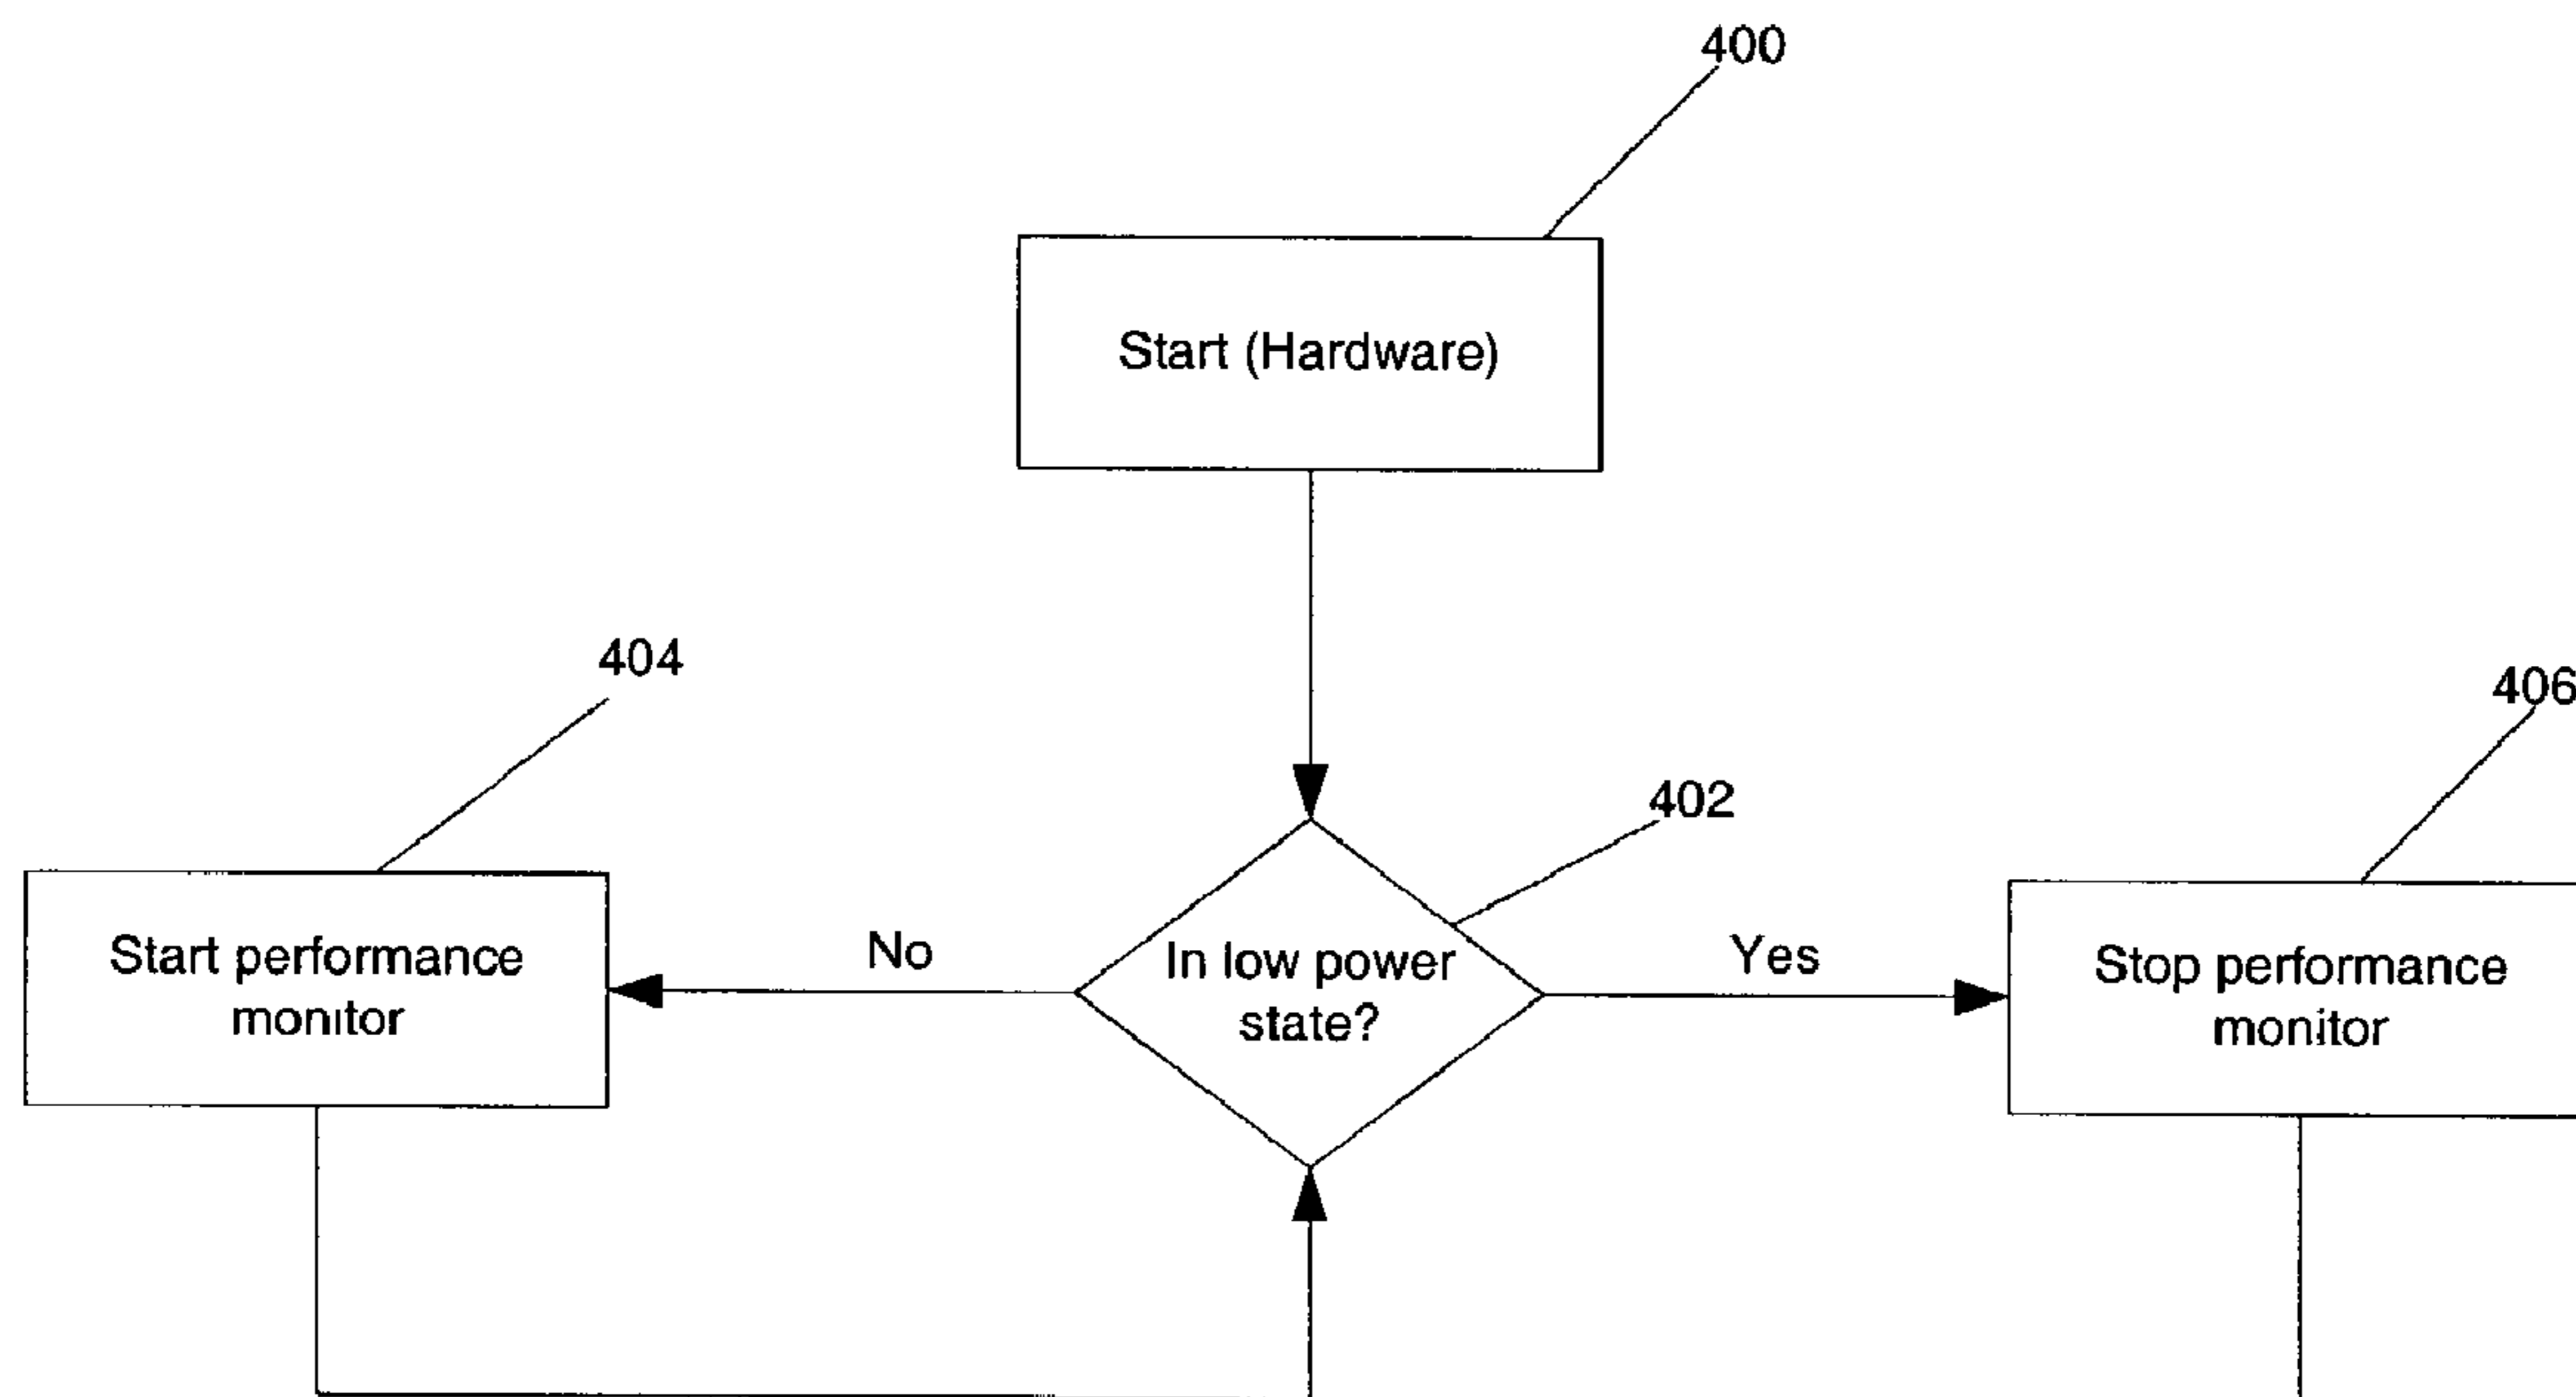 400
Start (Hardware)
404
406
402
Start performance
monitor
No
In low power
state?
Yes
Stop performance
monitor